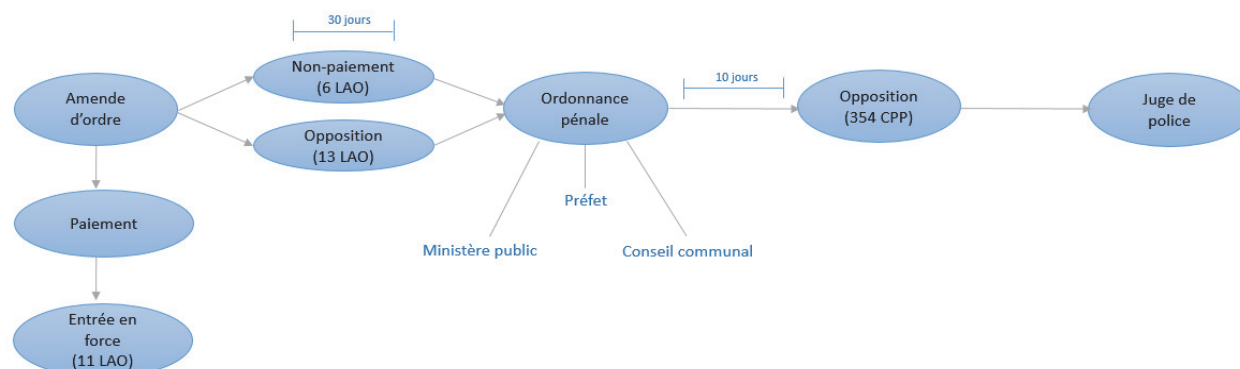 30 jours
Non-paiement
(6 LAO)
Amende
d'ordre
Opposition
(13 LAO)
Ordonnance
pénale
10 jours
Opposition
(354 CPP)
Juge de
police
Paiement
Préfet
Ministère public
Conseil communal
Entrée en
force
(11 LAO)